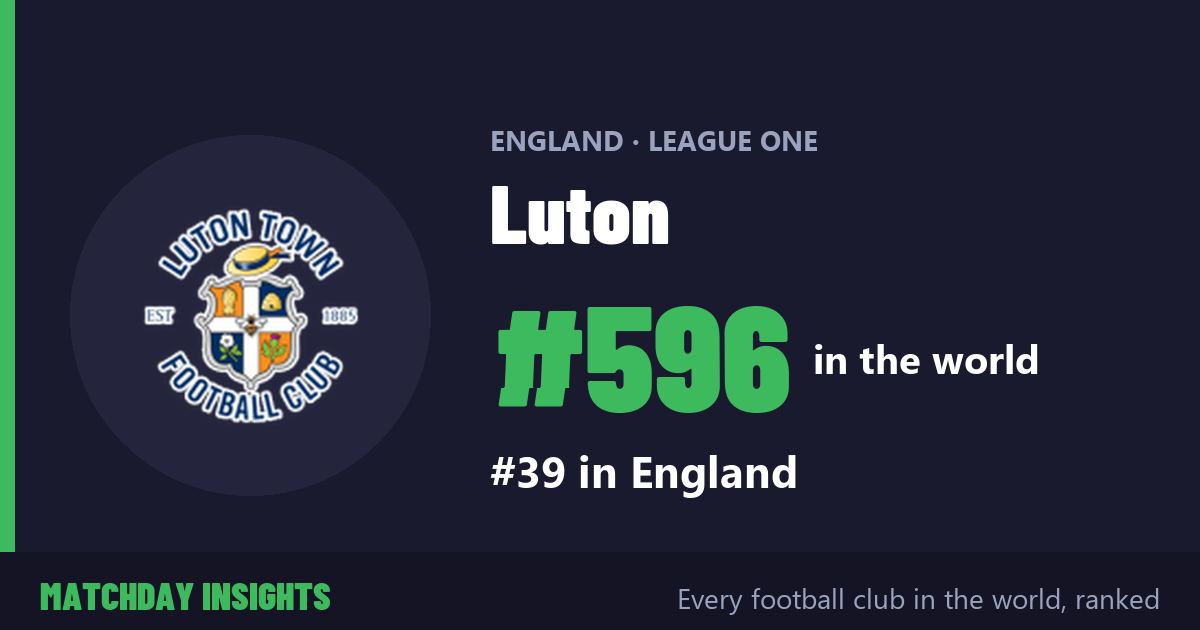 ENGLAND · LEAGUE ONE
Luton
#596 in the world
#39 in England
LUTON TOWN
EST 1885
FOOTBALL CLUB
MATCHDAY INSIGHTS
Every football club in the world, ranked